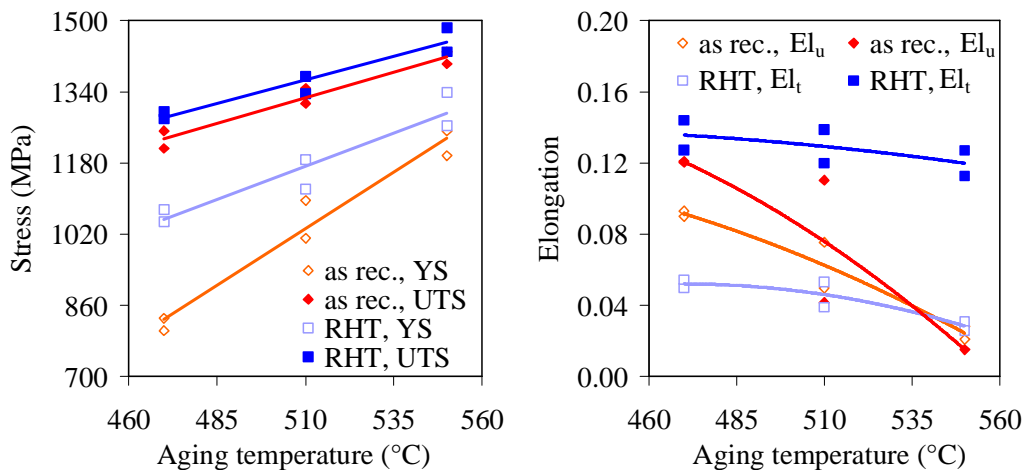 Stress (MPa)
1500
1340
1180
1020
860
700
as rec., YS
as rec., UTS
RHT, YS
RHT, UTS
460 485 510 535 560
Aging temperature (°C)
Elongation
0.20
0.16
0.12
0.08
0.04
0.00
as rec., Elu as rec., Elu
RHT, Elt RHT, Elt
460 485 510 535 560
Aging temperature (°C)